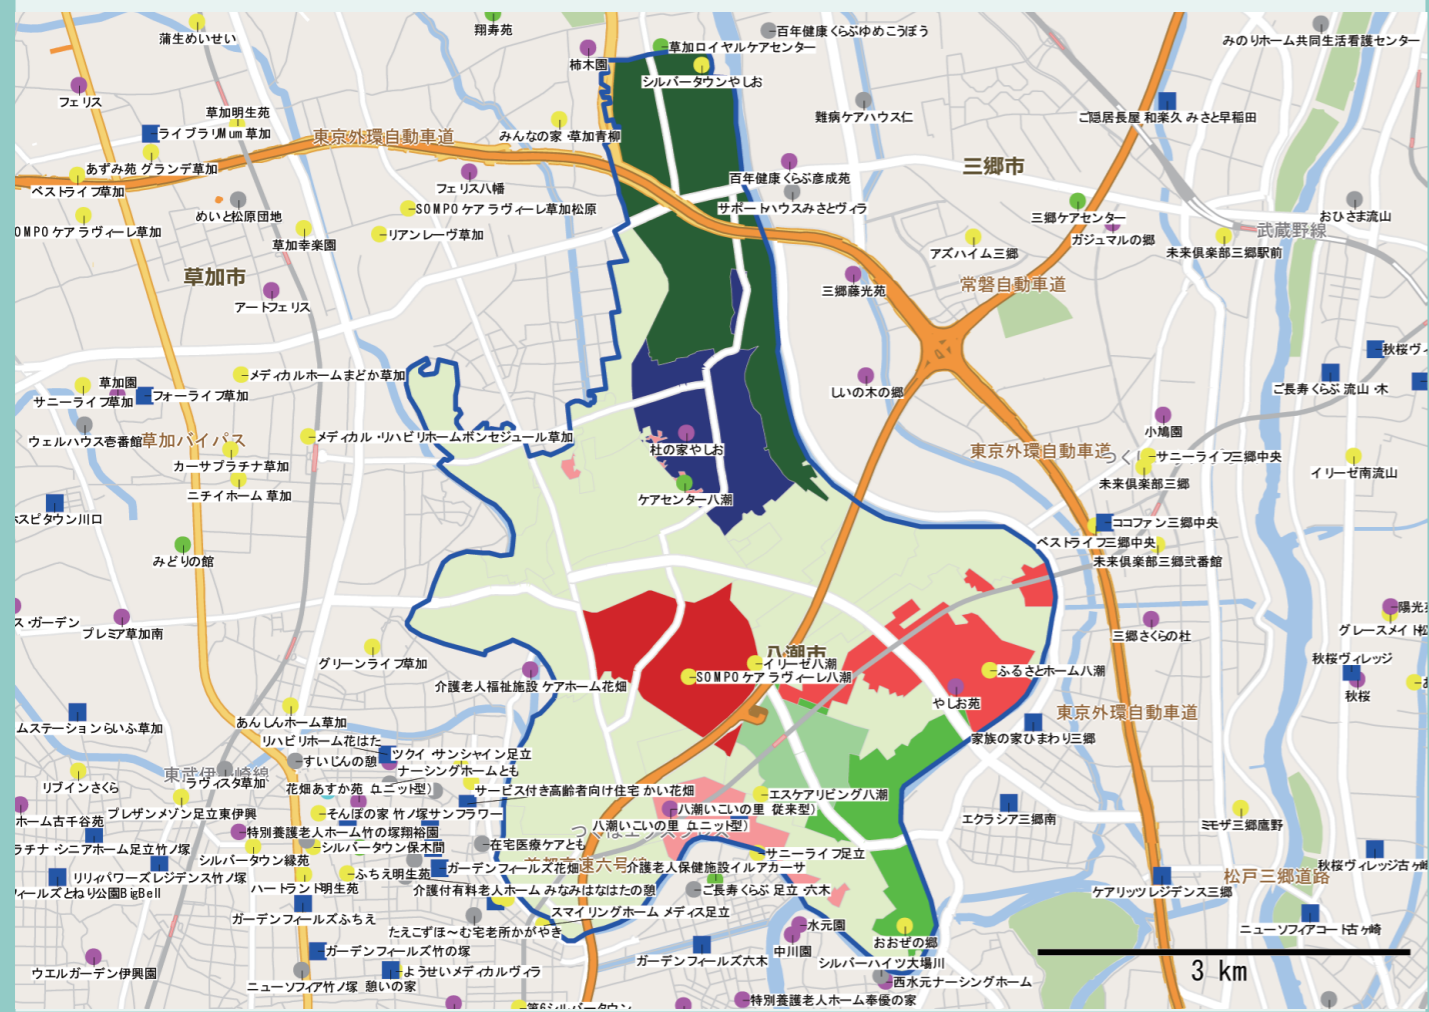 蒲生めいせい
翔寿苑
百年健康くらぶゆめこうぼう
みのりホーム共同生活看護センター
柿木園
草加ロイヤルケアセンター
シルバータウンやしお
フェリス
草加明生苑
ライブラリMum草加
東京外環自動車道
みんなの家・草加青柳
難病ケアハウス仁
ご隠居長屋 和楽久 みさと早稲田
あずみ苑 グランデ草加
ベストライフ草加
フェリス八幡
百年健康くらぶ彦成苑
三郷市
サポートハウスみさとヴィラ
めいと松原団地
SOMPOケア ラヴィーレ草加松原
三郷ケアセンター
おひさま流山
OMPOケア ラヴィーレ草加
リアンレーヴ草加
ガジュマルの郷
武蔵野線
草加幸楽園
アズハイム三郷
未来倶楽部三郷駅前
草加市
三郷藤光苑
常磐自動車道
アートフェリス
秋桜ヴィ
メディカルホームまどか草加
草加園
サニーライフ草加
フォーライフ草加
しいの木の郷
ご長寿くらぶ 流山・木
ウェルハウス壱番館
草加バイパス
メディカル・リハビリホームボンセジュール草加
小鳩園
杜の家やしお
東京外環自動車道
サニーライフ三郷中央
カーサプラチナ草加
未来倶楽部三郷
イリーゼ南流山
ニチイホーム 草加
ケアセンター八潮
ホスピタウン川口
ココファン三郷中央
ベストライフ三郷中央
みどりの館
未来倶楽部三郷弐番館
ス・ガーデン
プレミア草加南
陽光
三郷さくらの杜
グレースメイト松
グリーンライフ草加
八潮市
イリーゼ八潮
秋桜ヴィレッジ
介護老人福祉施設 ケアホーム花畑
SOMPOケア ラヴィーレ八潮
ふるさとホーム八潮
秋桜
やしお苑
ムステーションらいふ草加
あんしんホーム草加
東京外環自動車道
家族の家ひまわり三郷
リハビリホーム花はた
すいじんの憩
ツクイ・サンシャイン足立
東武伊勢崎線
ナーシングホームとも
ラヴィスタ草加
リブインさくら
花畑あすか苑 (ユニット型)
サービス付き高齢者向け住宅 かい花畑
エスケアリビング八潮
プレザンメゾン足立東伊興
そんぽの家 竹ノ塚
サンフラワー
八潮いこいの里 従来型)
ホーム古千谷苑
特別養護老人ホーム竹の塚翔裕園
八潮いこいの里 (ユニット型)
エクラシア三郷南
ミモザ三郷鷹野
ラチナ・シニアホーム足立竹ノ塚
シルバータウン保木間
在宅医療ケアとも
シルバータウン緑苑
サニーライフ足立
秋桜ヴィレッジ古ヶ崎
リリィパワーズレジデンス竹ノ塚
ふちえ明生苑
ガーデンフィールズ花畑
首都高速六号線
介護老人保健施設イルアカーサ
松戸三郷道路
フィールズとねり公園BigBell
ハートランド明生苑
介護付有料老人ホーム みなみはなはたの憩
ご長寿くらぶ 足立・六木
ケアリッツレジデンス三郷
ガーデンフィールズふちえ
スマイリングホーム メディス足立
水元園
たえこずほ～む宅老所かがやき
おおぜの郷
ニューソフィアコート古ヶ崎
ガーデンフィールズ竹の塚
中川園
ガーデンフィールズ六木
シルバーハイツ大場川
ウエルガーデン伊興園
ようせいメディカルヴィラ
西水元ナーシングホーム
3 km
ニューソフィア竹ノ塚 憩いの家
特別養護老人ホーム奉優の家
第6シルバータウン